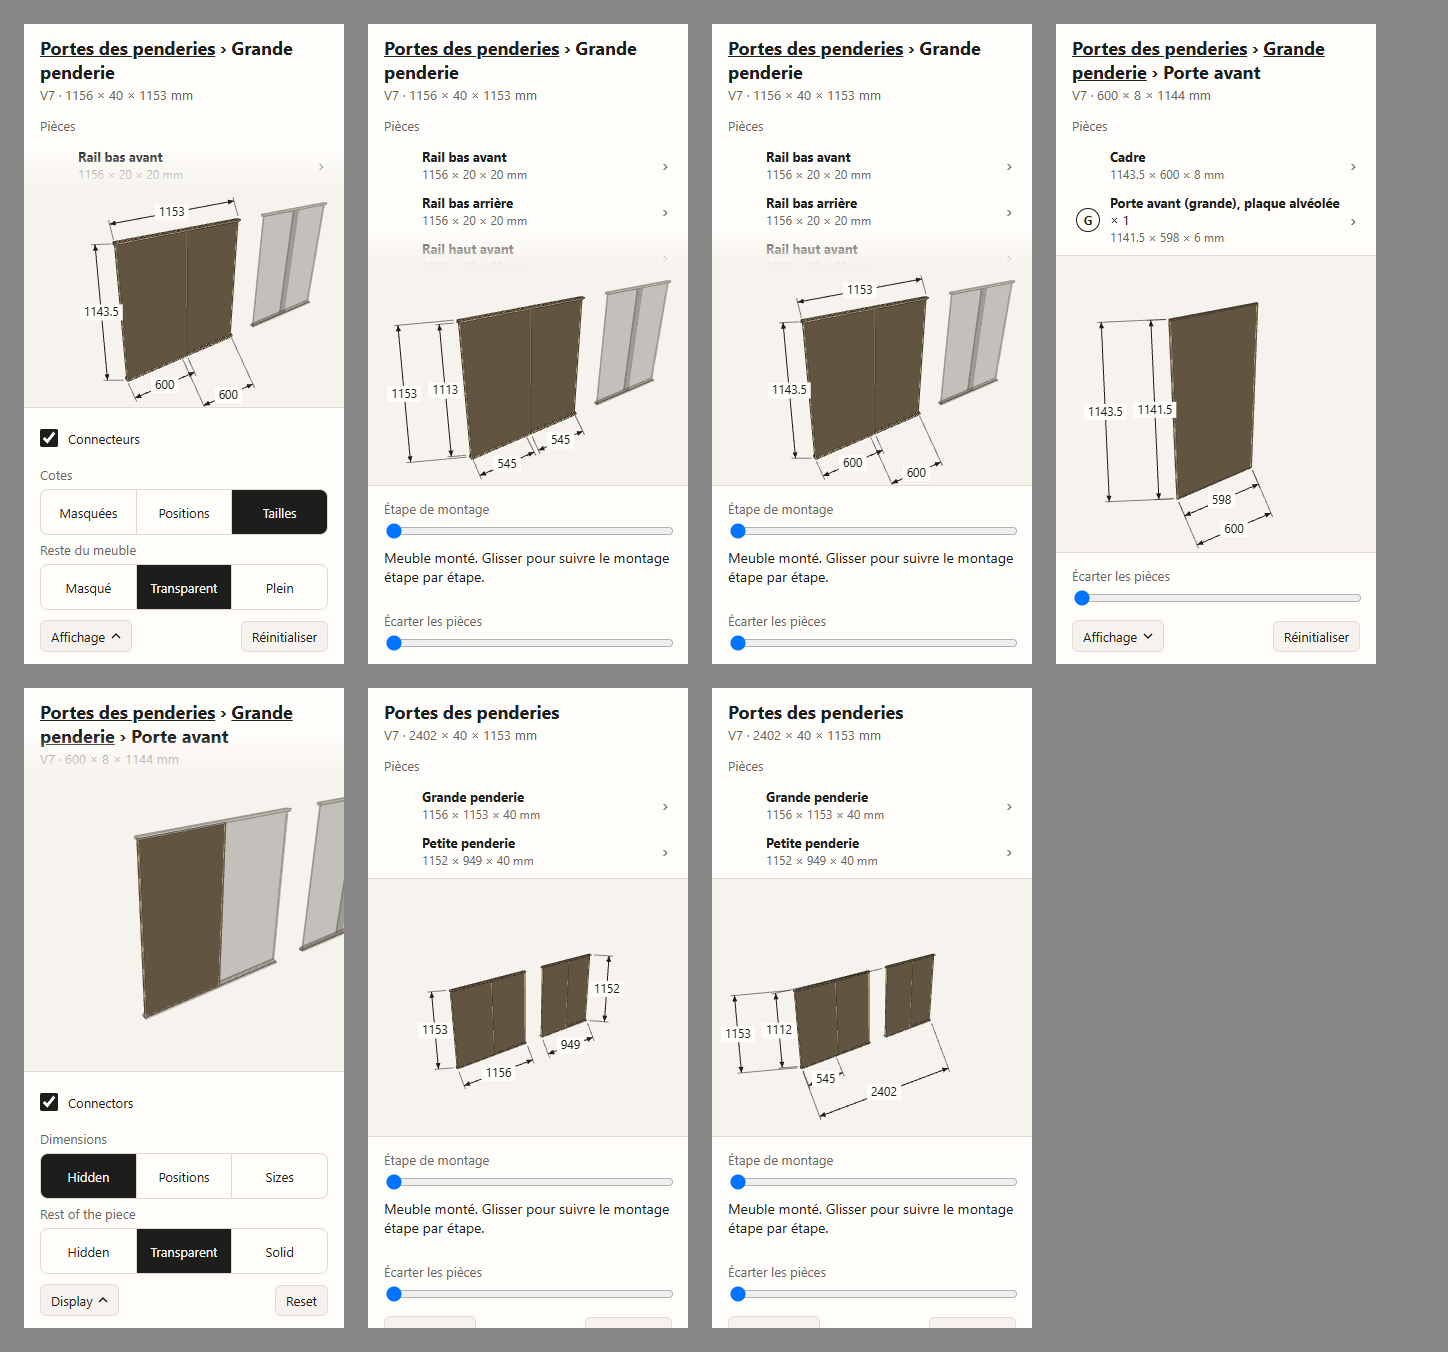 Portes des penderies › Grande
penderie
V7 · 1156 × 40 × 1153 mm
Pièces
Rail bas avant
1156 × 20 × 20 mm
›
1153
1143.5
600
600
Connecteurs
Cotes
Masquées Positions Tailles
Reste du meuble
Masqué Transparent Plein
Affichage Réinitialiser
Portes des penderies › Grande
penderie
V7 · 1156 × 40 × 1153 mm
Pièces
Rail bas avant
1156 × 20 × 20 mm
›
Rail bas arrière
1156 × 20 × 20 mm
›
Rail haut avant
›
1153
1113
545
545
Étape de montage
Meuble monté. Glisser pour suivre le montage
étape par étape.
Écarter les pièces
Portes des penderies › Grande
penderie
V7 · 1156 × 40 × 1153 mm
Pièces
Rail bas avant
1156 × 20 × 20 mm
›
Rail bas arrière
1156 × 20 × 20 mm
›
Rail haut avant
›
1153
1143.5
600
600
Étape de montage
Meuble monté. Glisser pour suivre le montage
étape par étape.
Écarter les pièces
Portes des penderies › Grande
penderie › Porte avant
V7 · 600 × 8 × 1144 mm
Pièces
Cadre
1143.5 × 600 × 8 mm
›
G
Porte avant (grande), plaque alvéolée
× 1
1141.5 × 598 × 6 mm
›
1143.5
1141.5
598
600
Écarter les pièces
Affichage Réinitialiser
Portes des penderies › Grande
penderie › Porte avant
V7 · 600 × 8 × 1144 mm
Connectors
Dimensions
Hidden Positions Sizes
Rest of the piece
Hidden Transparent Solid
Display Reset
Portes des penderies
V7 · 2402 × 40 × 1153 mm
Pièces
Grande penderie
1156 × 1153 × 40 mm
›
Petite penderie
1152 × 949 × 40 mm
›
1152
1153
949
1156
Étape de montage
Meuble monté. Glisser pour suivre le montage
étape par étape.
Écarter les pièces
Portes des penderies
V7 · 2402 × 40 × 1153 mm
Pièces
Grande penderie
1156 × 1153 × 40 mm
›
Petite penderie
1152 × 949 × 40 mm
›
1153
1112
545
2402
Étape de montage
Meuble monté. Glisser pour suivre le montage
étape par étape.
Écarter les pièces